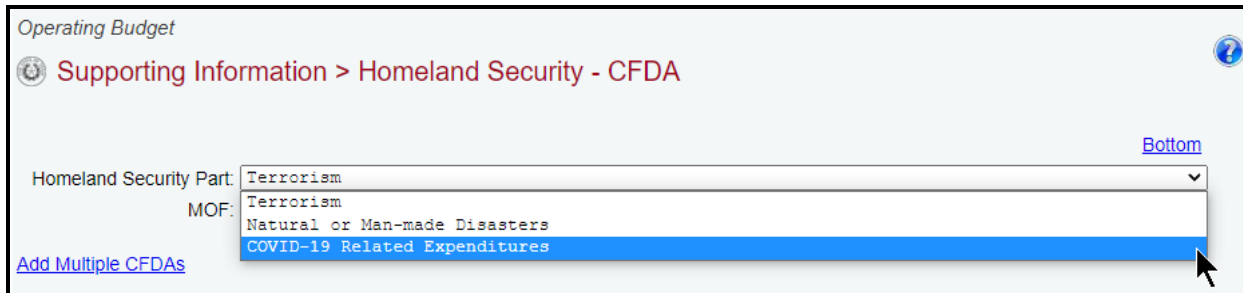 Operating Budget
Supporting Information > Homeland Security - CFDA
Bottom
Homeland Security Part: Terrorism
MOF: Terrorism
Natural or Man-made Disasters
COVID-19 Related Expenditures
Add Multiple CFDAs